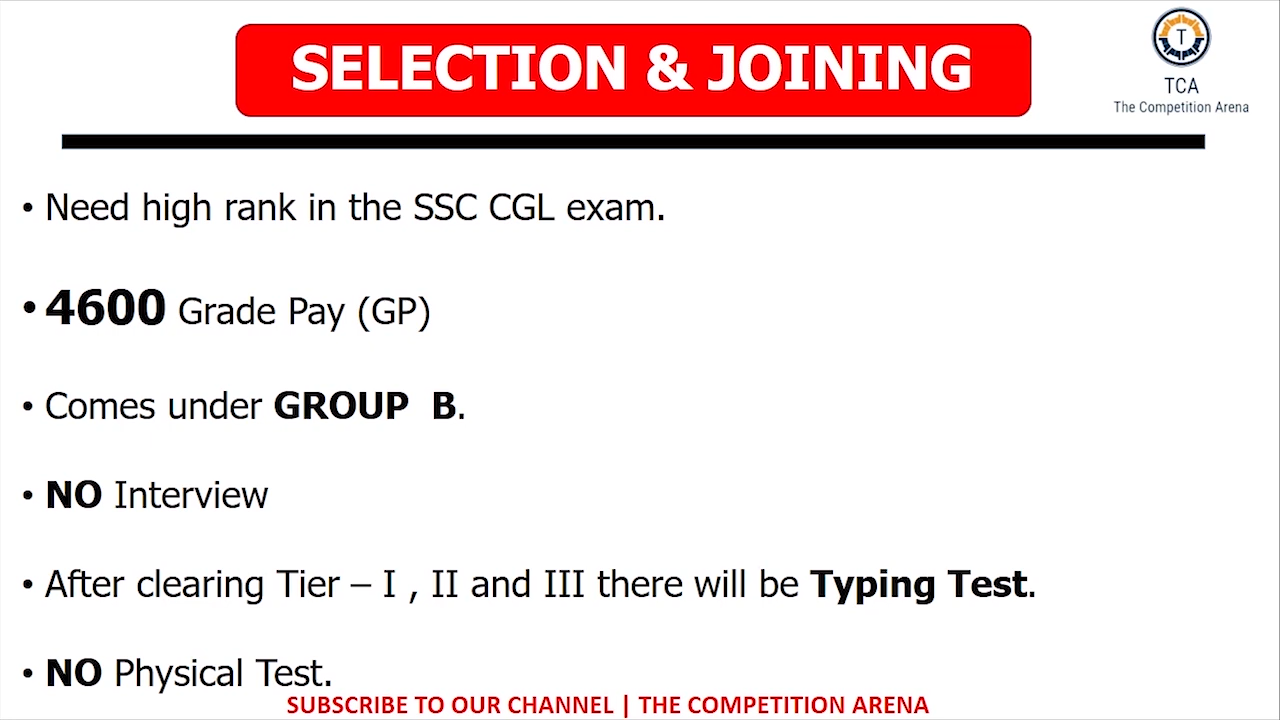 SELECTION & JOINING
T
TCA
The Competition Arena
• Need high rank in the SSC CGL exam.
• 4600 Grade Pay (GP)
• Comes under GROUP B.
• NO Interview
• After clearing Tier – I , II and III there will be Typing Test.
• NO Physical Test.
SUBSCRIBE TO OUR CHANNEL | THE COMPETITION ARENA